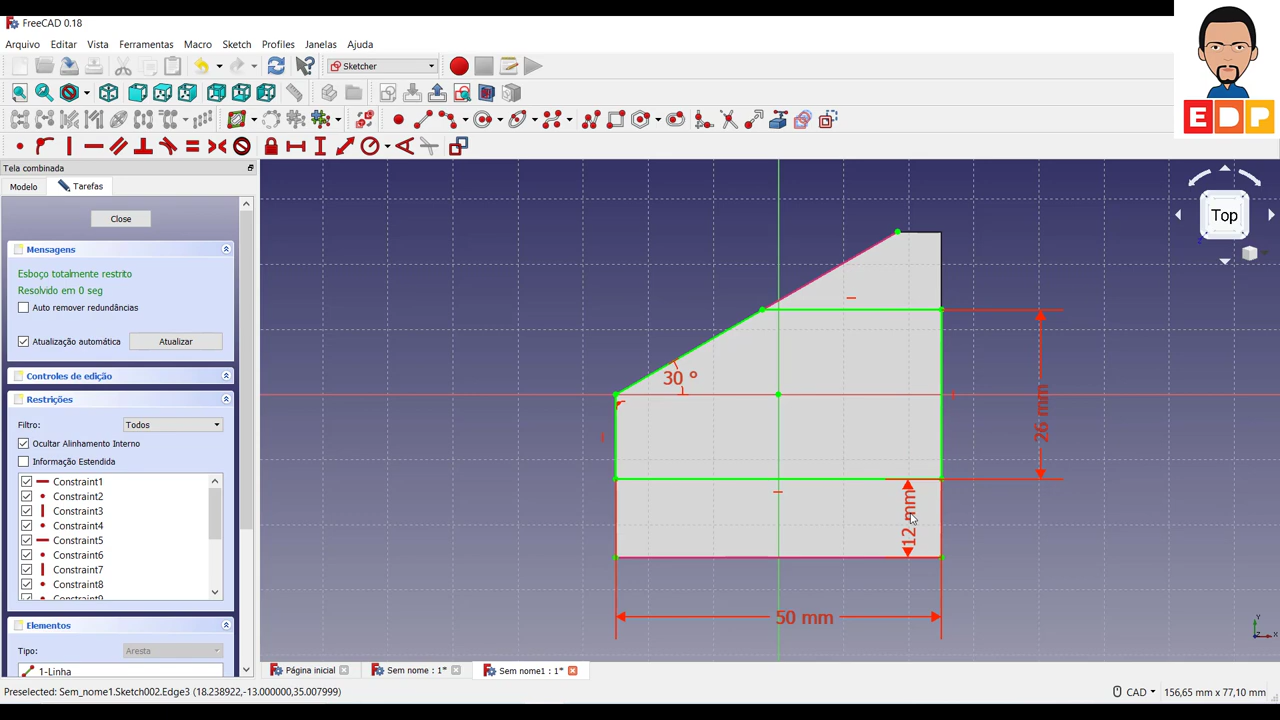 FreeCAD 0.18
Arquivo Editar Vista Ferramentas Macro Sketch Profiles Janelas Ajuda
Sketcher
EDP
Tela combinada
Modelo Tarefas
Close
Mensagens
Esboço totalmente restrito
Resolvido em 0 seg
Auto remover redundâncias
Atualização automática Atualizar
Controles de edição
Restrições
Filtro: Todos
Ocultar Alinhamento Interno
Informação Estendida
Constraint1
Constraint2
Constraint3
Constraint4
Constraint5
Constraint6
Constraint7
Constraint8
Constraint9
Elementos
Tipo: Aresta
1-Linha
Top
30 °
26 mm
12 mm
50 mm
Y
Z X
Página inicial Sem nome : 1* Sem nome1 : 1*
Preselected: Sem_nome1.Sketch002.Edge3 (18.238922,-13.000000,35.007999) CAD 156,65 mm x 77,10 mm